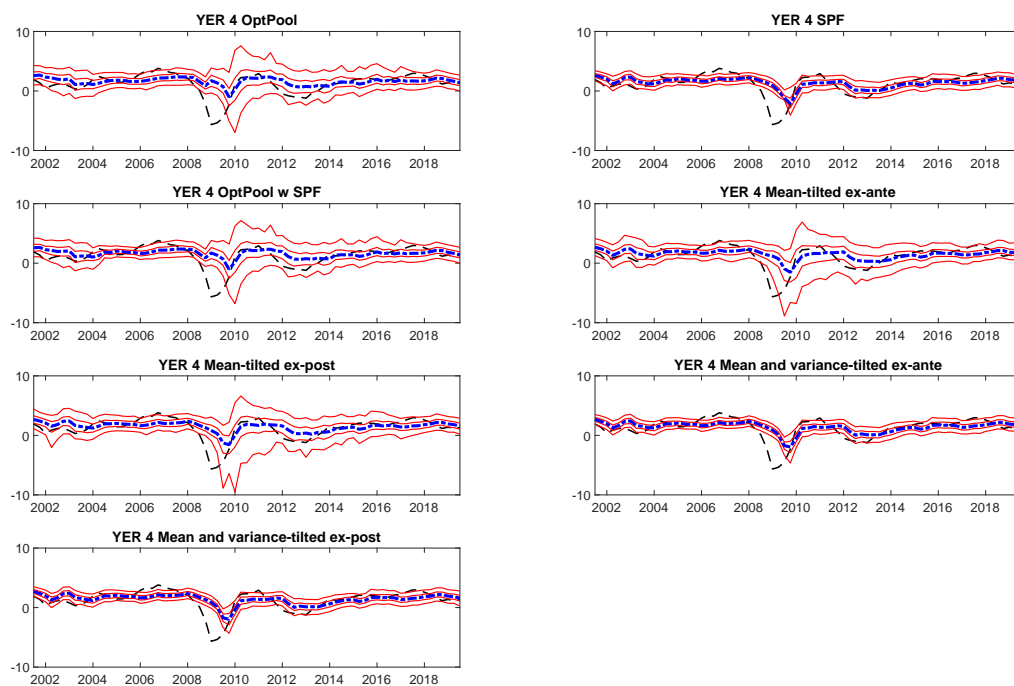 YER 4 OptPool
10
0
-10
2002 2004 2006 2008 2010 2012 2014 2016 2018
YER 4 SPF
10
0
-10
2002 2004 2006 2008 2010 2012 2014 2016 2018
YER 4 OptPool w SPF
10
0
-10
2002 2004 2006 2008 2010 2012 2014 2016 2018
YER 4 Mean-tilted ex-ante
10
0
-10
2002 2004 2006 2008 2010 2012 2014 2016 2018
YER 4 Mean-tilted ex-post
10
0
-10
2002 2004 2006 2008 2010 2012 2014 2016 2018
YER 4 Mean and variance-tilted ex-ante
10
0
-10
2002 2004 2006 2008 2010 2012 2014 2016 2018
YER 4 Mean and variance-tilted ex-post
10
0
-10
2002 2004 2006 2008 2010 2012 2014 2016 2018